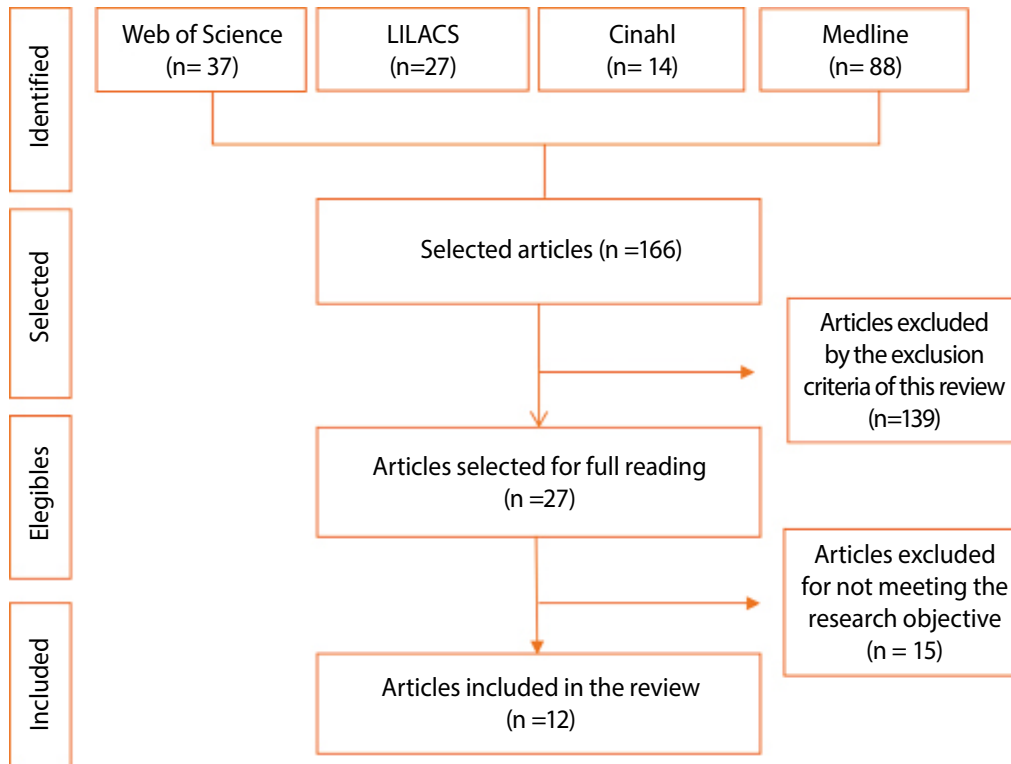 Identified
Web of Science
(n= 37)
LILACS
(n=27)
Cinahl
(n= 14)
Medline
(n= 88)
Selected
Selected articles (n =166)
Articles excluded
by the exclusion
criteria of this review
(n=139)
Elegibles
Articles selected for full reading
(n =27)
Articles excluded
for not meeting the
research objective
(n = 15)
Included
Articles included in the review
(n =12)